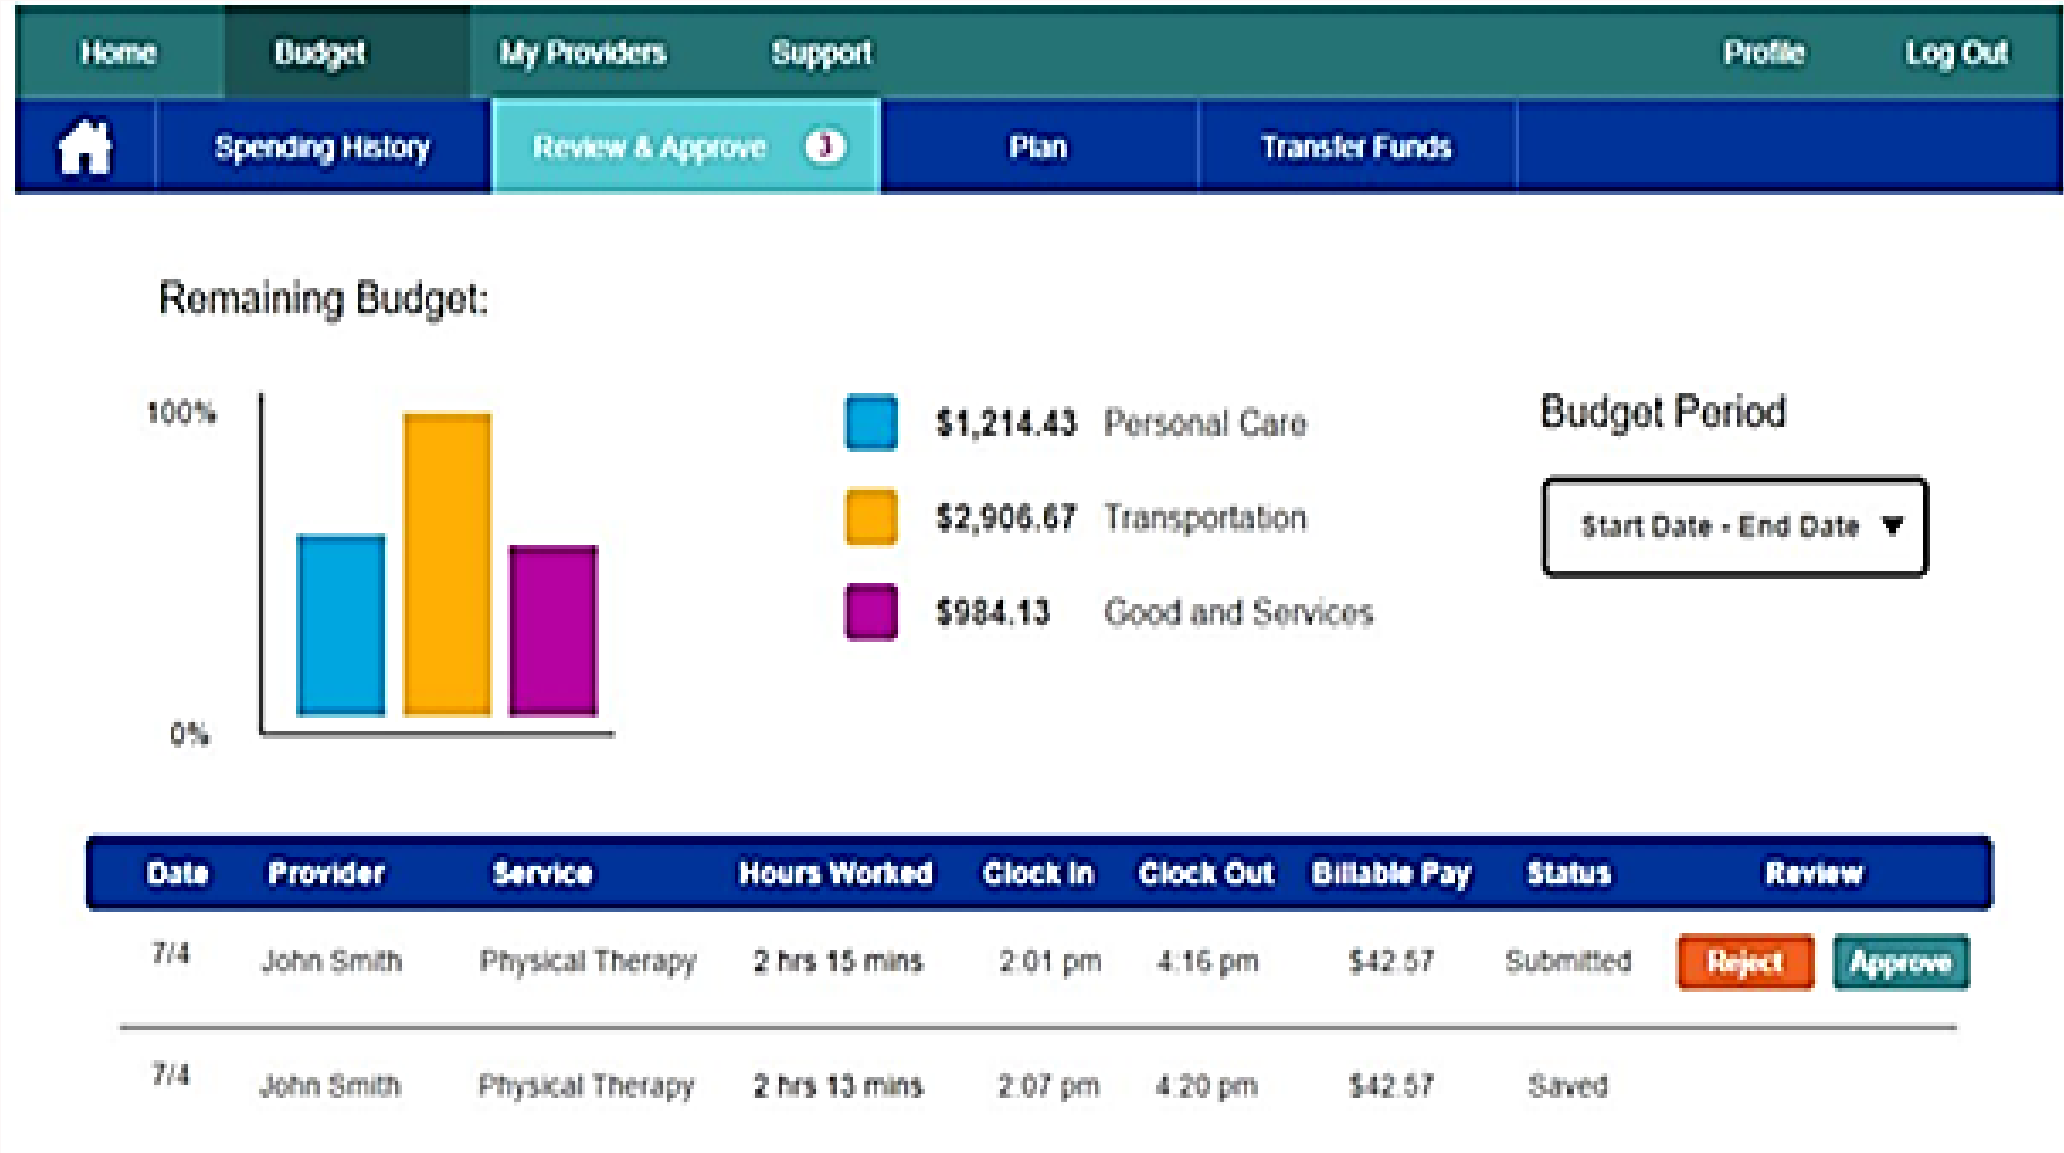 Home Budget My Providers Support Profile Log Out
Spending History Review & Approve 3 Plan Transfer Funds
Remaining Budget:
100%
0%
$1,214.43 Personal Care
$2,906.67 Transportation
$984.13 Good and Services
Budget Period
Start Date - End Date
Date Provider Service Hours Worked Clock In Clock Out Billable Pay Status Review
7/4 John Smith Physical Therapy 2 hrs 15 mins 2:01 pm 4:16 pm $42.57 Submitted Reject Approve
7/4 John Smith Physical Therapy 2 hrs 13 mins 2:07 pm 4:20 pm $42.57 Saved